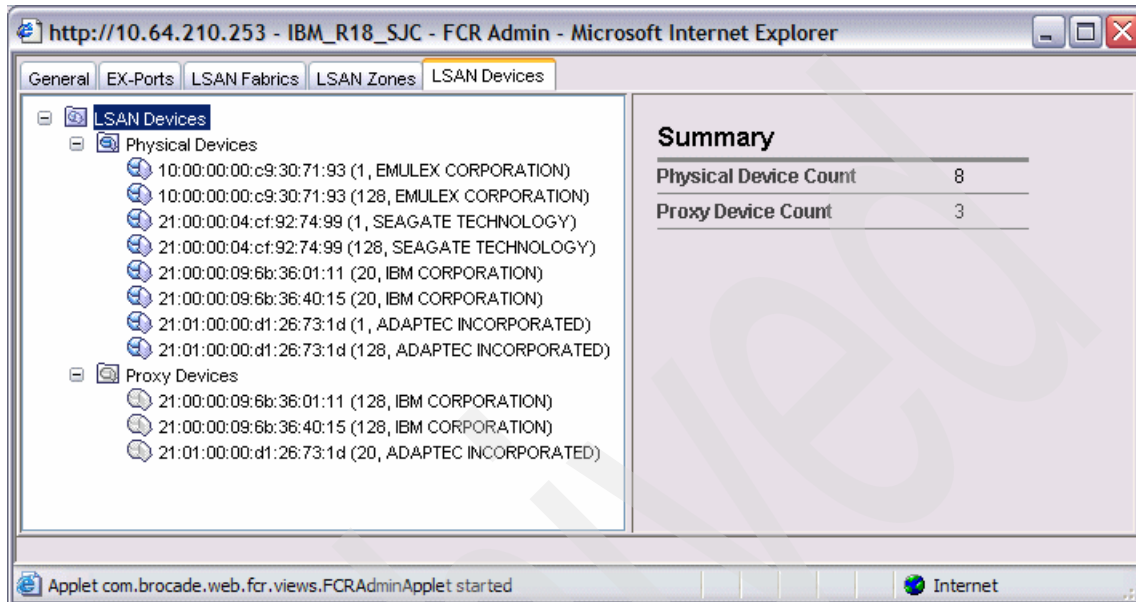 http://10.64.210.253 - IBM_R18_SJC - FCR Admin - Microsoft Internet Explorer
General EX-Ports LSAN Fabrics LSAN Zones LSAN Devices
LSAN Devices
Physical Devices
10:00:00:00:c9:30:71:93 (1, EMULEX CORPORATION)
10:00:00:00:c9:30:71:93 (128, EMULEX CORPORATION)
21:00:00:04:cf:92:74:99 (1, SEAGATE TECHNOLOGY)
21:00:00:04:cf:92:74:99 (128, SEAGATE TECHNOLOGY)
21:00:00:09:6b:36:01:11 (20, IBM CORPORATION)
21:00:00:09:6b:36:40:15 (20, IBM CORPORATION)
21:01:00:00:d1:26:73:1d (1, ADAPTEC INCORPORATED)
21:01:00:00:d1:26:73:1d (128, ADAPTEC INCORPORATED)
Proxy Devices
21:00:00:09:6b:36:01:11 (128, IBM CORPORATION)
21:00:00:09:6b:36:40:15 (128, IBM CORPORATION)
21:01:00:00:d1:26:73:1d (20, ADAPTEC INCORPORATED)
Summary
Physical Device Count 8
Proxy Device Count 3
Applet com.brocade.web.fcr.views.FCRAdminApplet started
Internet